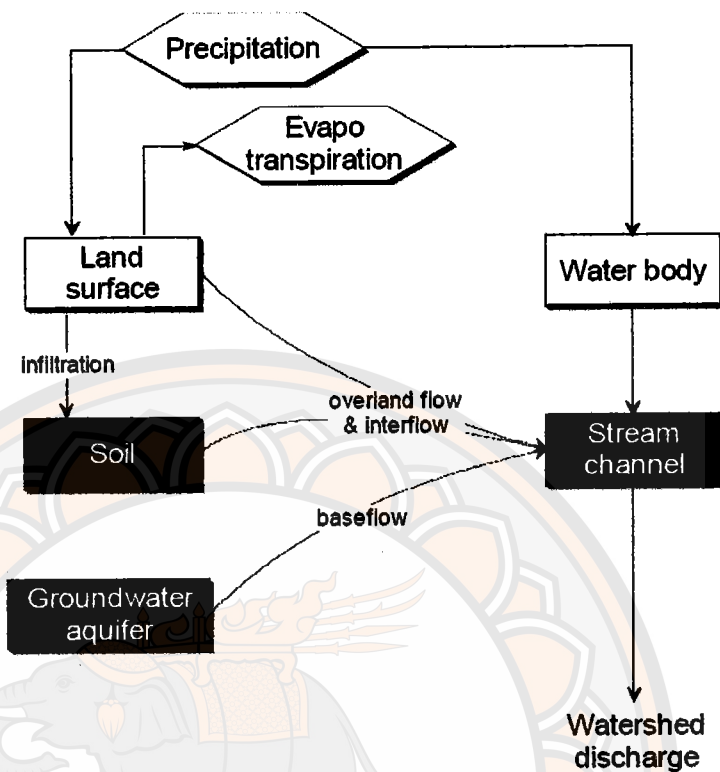 Precipitation
Evapo
transpiration
Land
surface
Water body
infiltration
overland flow
& interflow
Soil
Stream
channel
baseflow
Groundwater
aquifer
Watershed
discharge